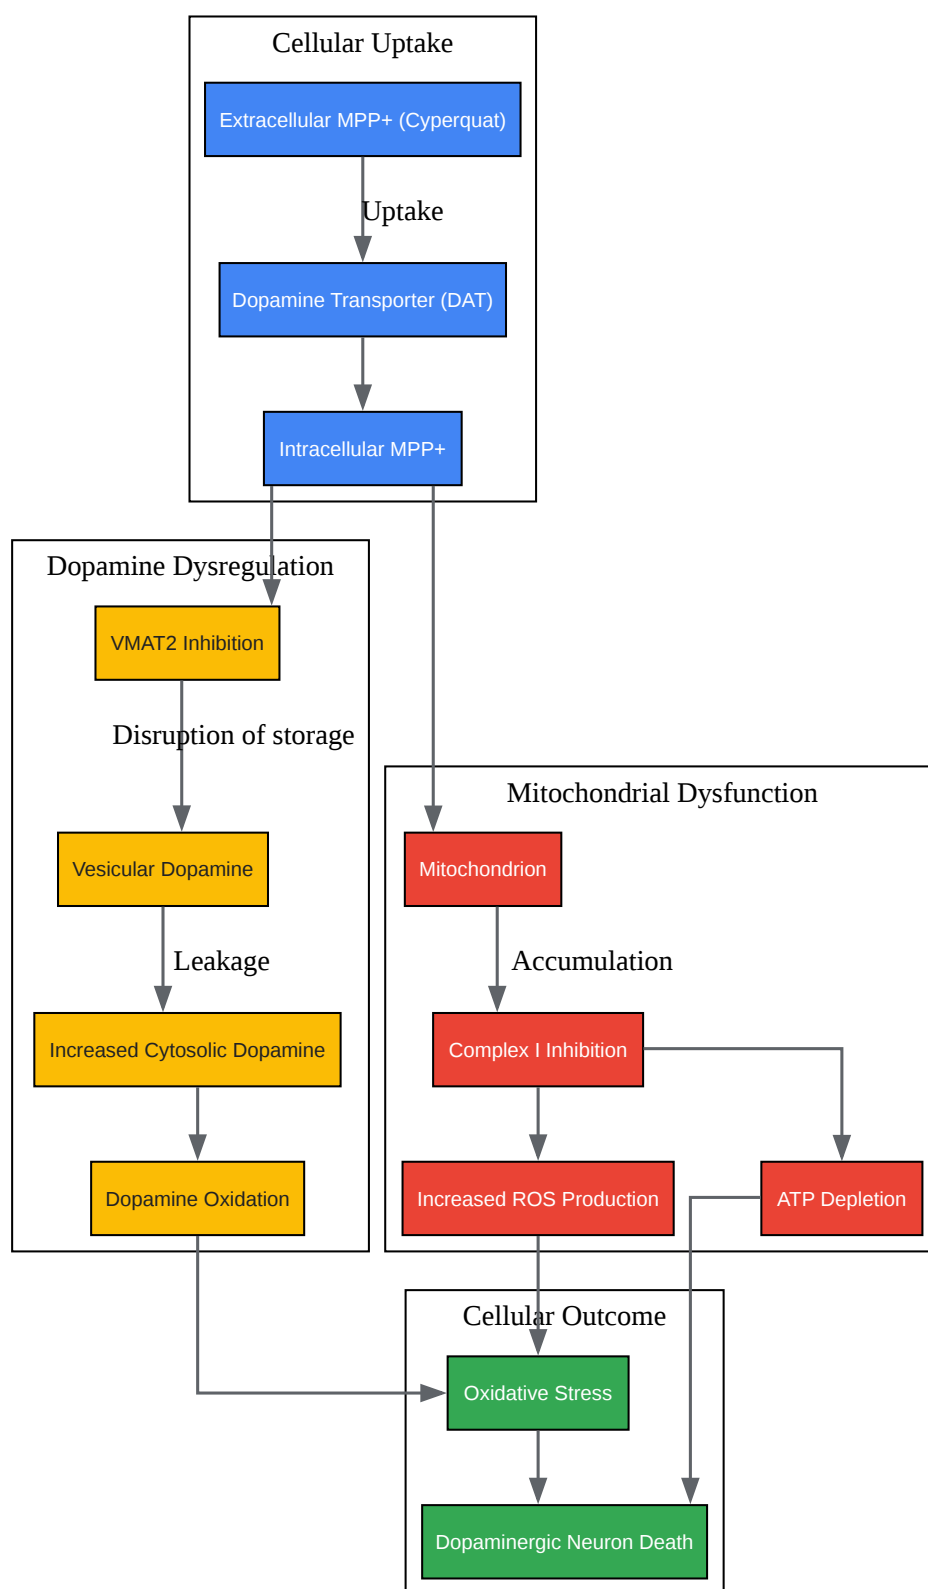 Cellular Uptake
Extracellular MPP+ (Cyperquat)
Uptake
Dopamine Transporter (DAT)
Intracellular MPP+
Dopamine Dysregulation
VMAT2 Inhibition
Disruption of storage
Vesicular Dopamine
Leakage
Increased Cytosolic Dopamine
Dopamine Oxidation
Mitochondrial Dysfunction
Mitochondrion
Accumulation
Complex I Inhibition
Increased ROS Production
ATP Depletion
Cellular Outcome
Oxidative Stress
Dopaminergic Neuron Death